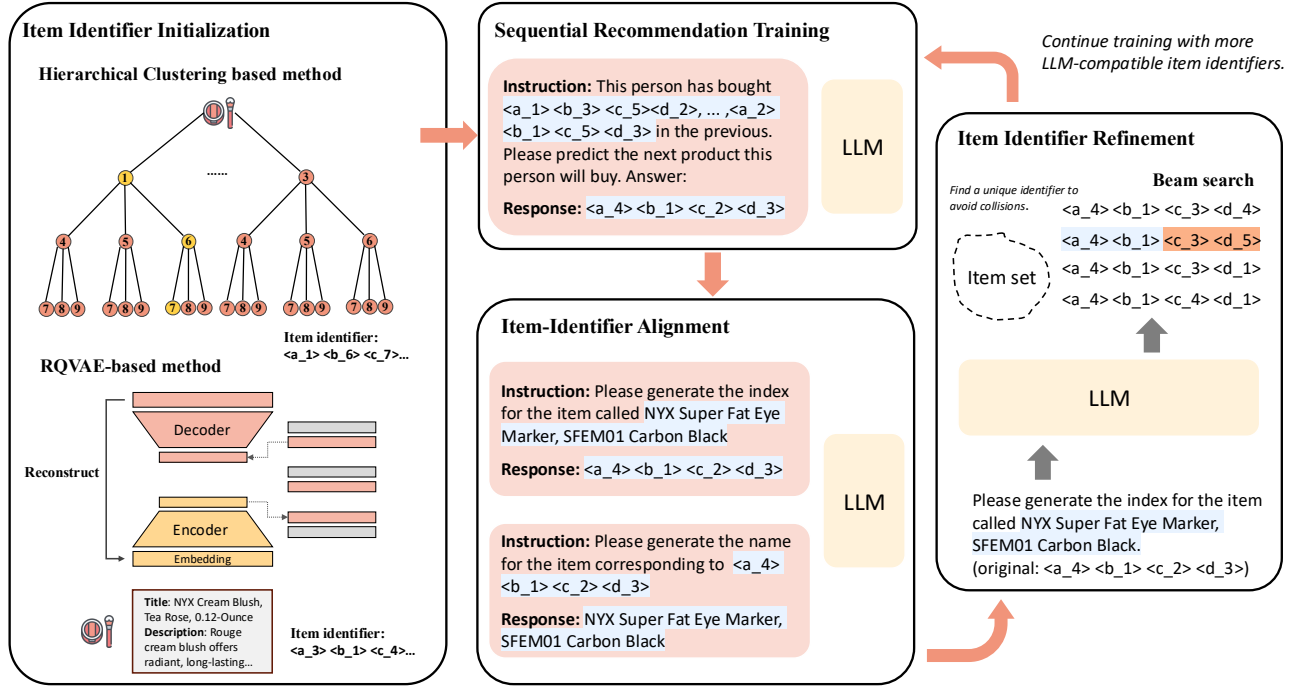 Item Identifier Initialization
Hierarchical Clustering based method
1 ...... 3
4 5 6 4 5 6
7 8 9 7 8 9 7 8 9 7 8 9 7 8 9 7 8 9
Item identifier:
<a_1> <b_6> <c_7>...
RQVAE-based method
Decoder
Reconstruct
Encoder
Embedding
Title: NYX Cream Blush,
Tea Rose, 0.12-Ounce
Description: Rouge
cream blush offers
radiant, long-lasting...
Item identifier:
<a_3> <b_1> <c_4>...
Sequential Recommendation Training
Instruction: This person has bought
<a_1> <b_3> <c_5><d_2>, ... ,<a_2>
<b_1> <c_5> <d_3> in the previous.
Please predict the next product this
person will buy. Answer:
Response: <a_4> <b_1> <c_2> <d_3>
LLM
Item-Identifier Alignment
Instruction: Please generate the index
for the item called NYX Super Fat Eye
Marker, SFEM01 Carbon Black
Response: <a_4> <b_1> <c_2> <d_3>
Instruction: Please generate the name
for the item corresponding to <a_4>
<b_1> <c_2> <d_3>
Response: NYX Super Fat Eye Marker,
SFEM01 Carbon Black
LLM
Continue training with more
LLM-compatible item identifiers.
Item Identifier Refinement
Beam search
Find a unique identifier to
avoid collisions.
Item set
<a_4> <b_1> <c_3> <d_4>
<a_4> <b_1> <c_3> <d_5>
<a_4> <b_1> <c_3> <d_1>
<a_4> <b_1> <c_4> <d_1>
LLM
Please generate the index for the item
called NYX Super Fat Eye Marker,
SFEM01 Carbon Black.
(original: <a_4> <b_1> <c_2> <d_3>)